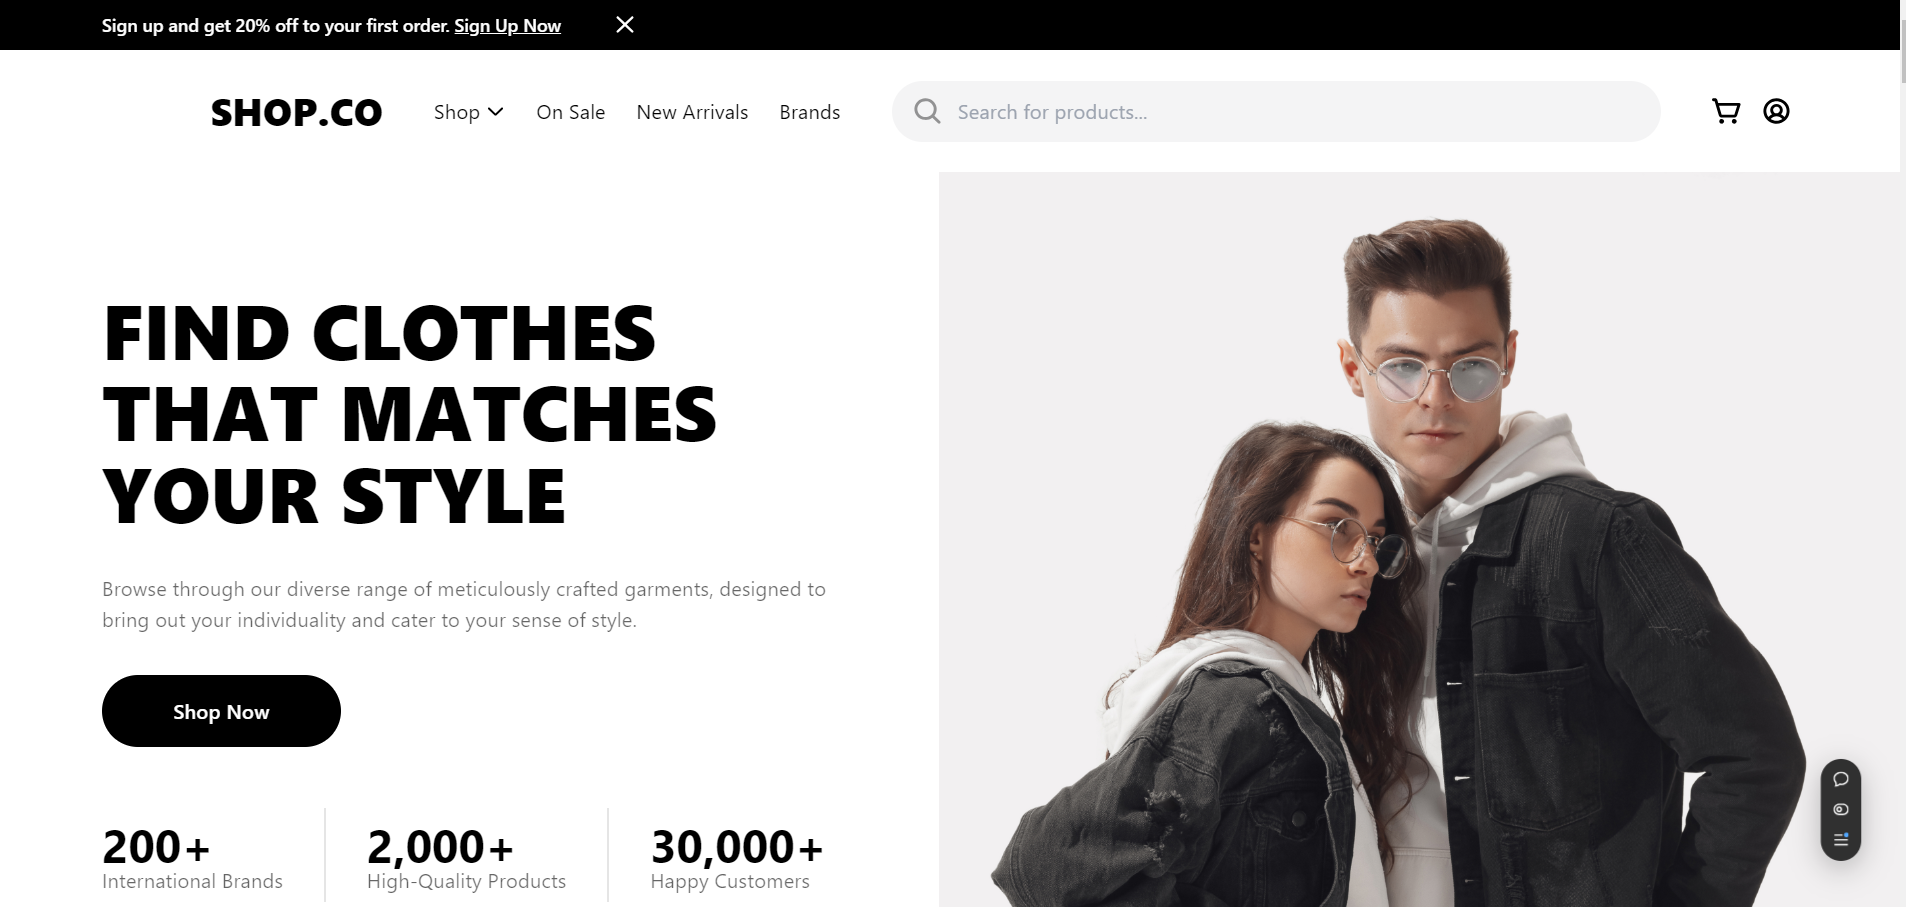 Sign up and get 20% off to your first order. Sign Up Now
SHOP.CO
Shop
On Sale
New Arrivals
Brands
Search for products...
FIND CLOTHES
THAT MATCHES
YOUR STYLE
Browse through our diverse range of meticulously crafted garments, designed to
bring out your individuality and cater to your sense of style.
Shop Now
200+
International Brands
2,000+
High-Quality Products
30,000+
Happy Customers